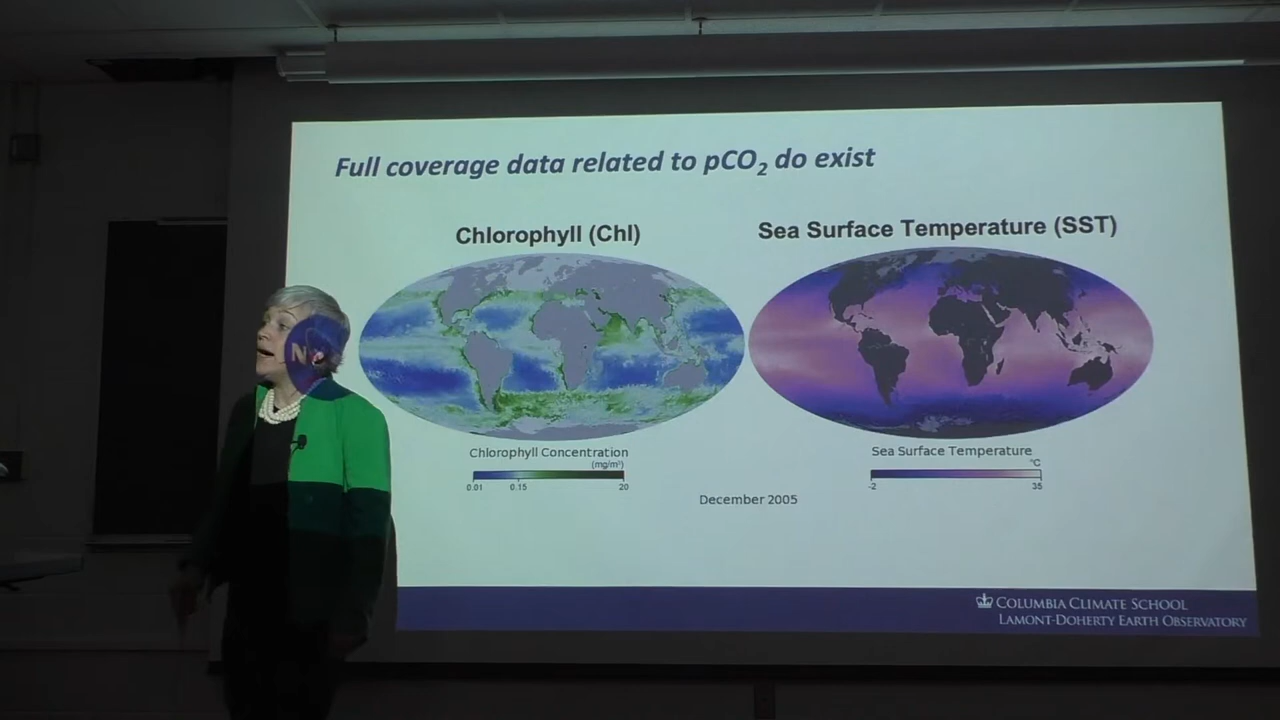 Full coverage data related to pCO₂ do exist
Chlorophyll (Chl)
Sea Surface Temperature (SST)
N
Chlorophyll Concentration
(mg/m³)
0.01 0.15 20
Sea Surface Temperature
°C
-2 35
December 2005
COLUMBIA CLIMATE SCHOOL
LAMONT-DOHERTY EARTH OBSERVATORY